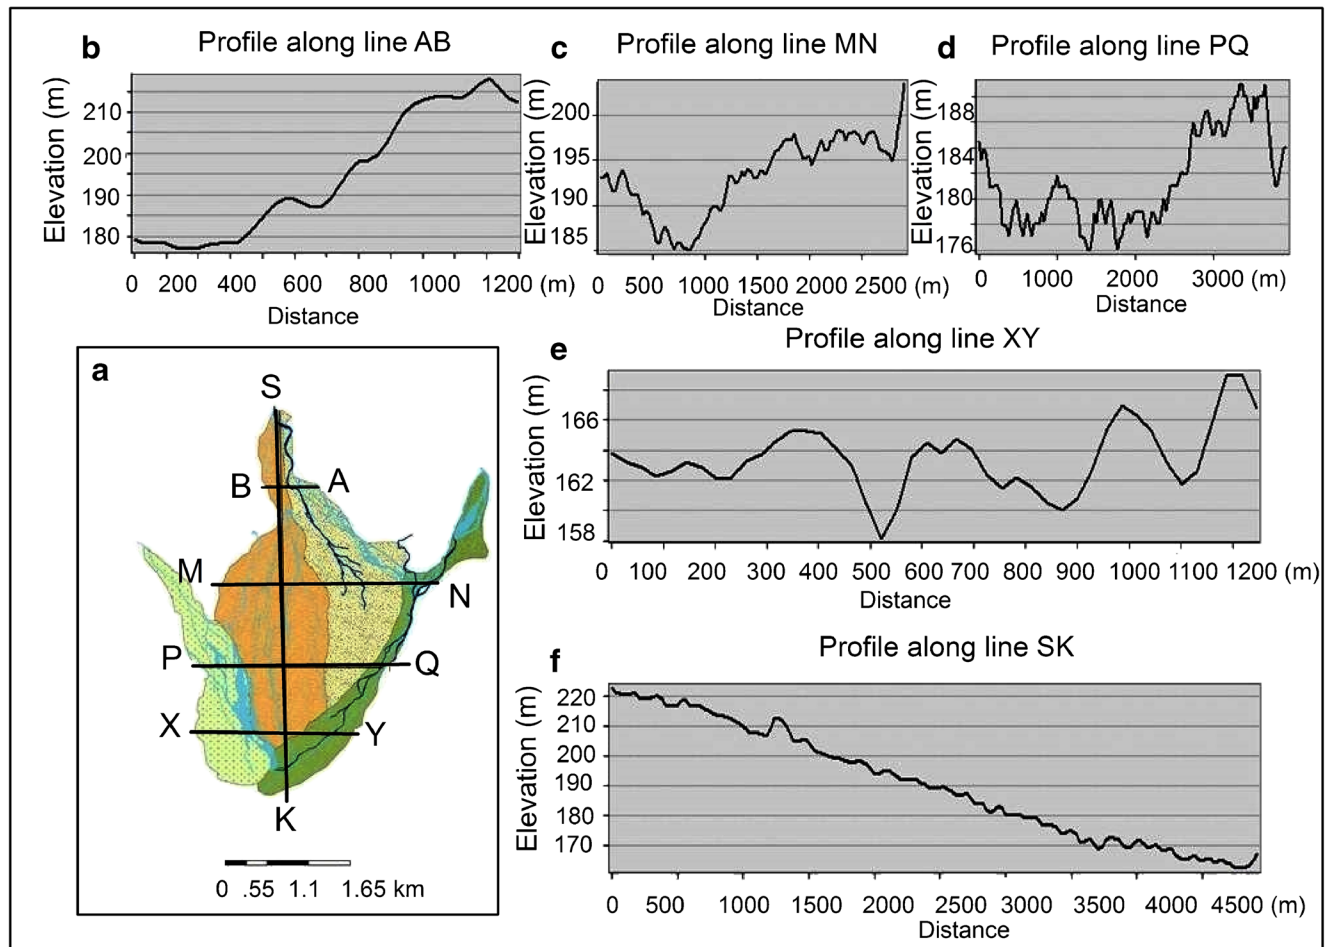 b
Profile along line AB
Elevation (m)
210
200
190
180
0 200 400 600 800 1000 1200 (m)
Distance
c
Profile along line MN
Elevation (m)
200
195
190
185
0 500 1000 1500 2000 2500 (m)
Distance
d
Profile along line PQ
Elevation (m)
188
184
180
176
0 1000 2000 3000 (m)
Distance
a
S
B A
M N
P Q
X Y
K
0 .55 1.1 1.65 km
e
Profile along line XY
Elevation (m)
166
162
158
0 100 200 300 400 500 600 700 800 900 1000 1100 1200 (m)
Distance
f
Profile along line SK
Elevation (m)
220
210
200
190
180
170
0 500 1000 1500 2000 2500 3000 3500 4000 4500 (m)
Distance